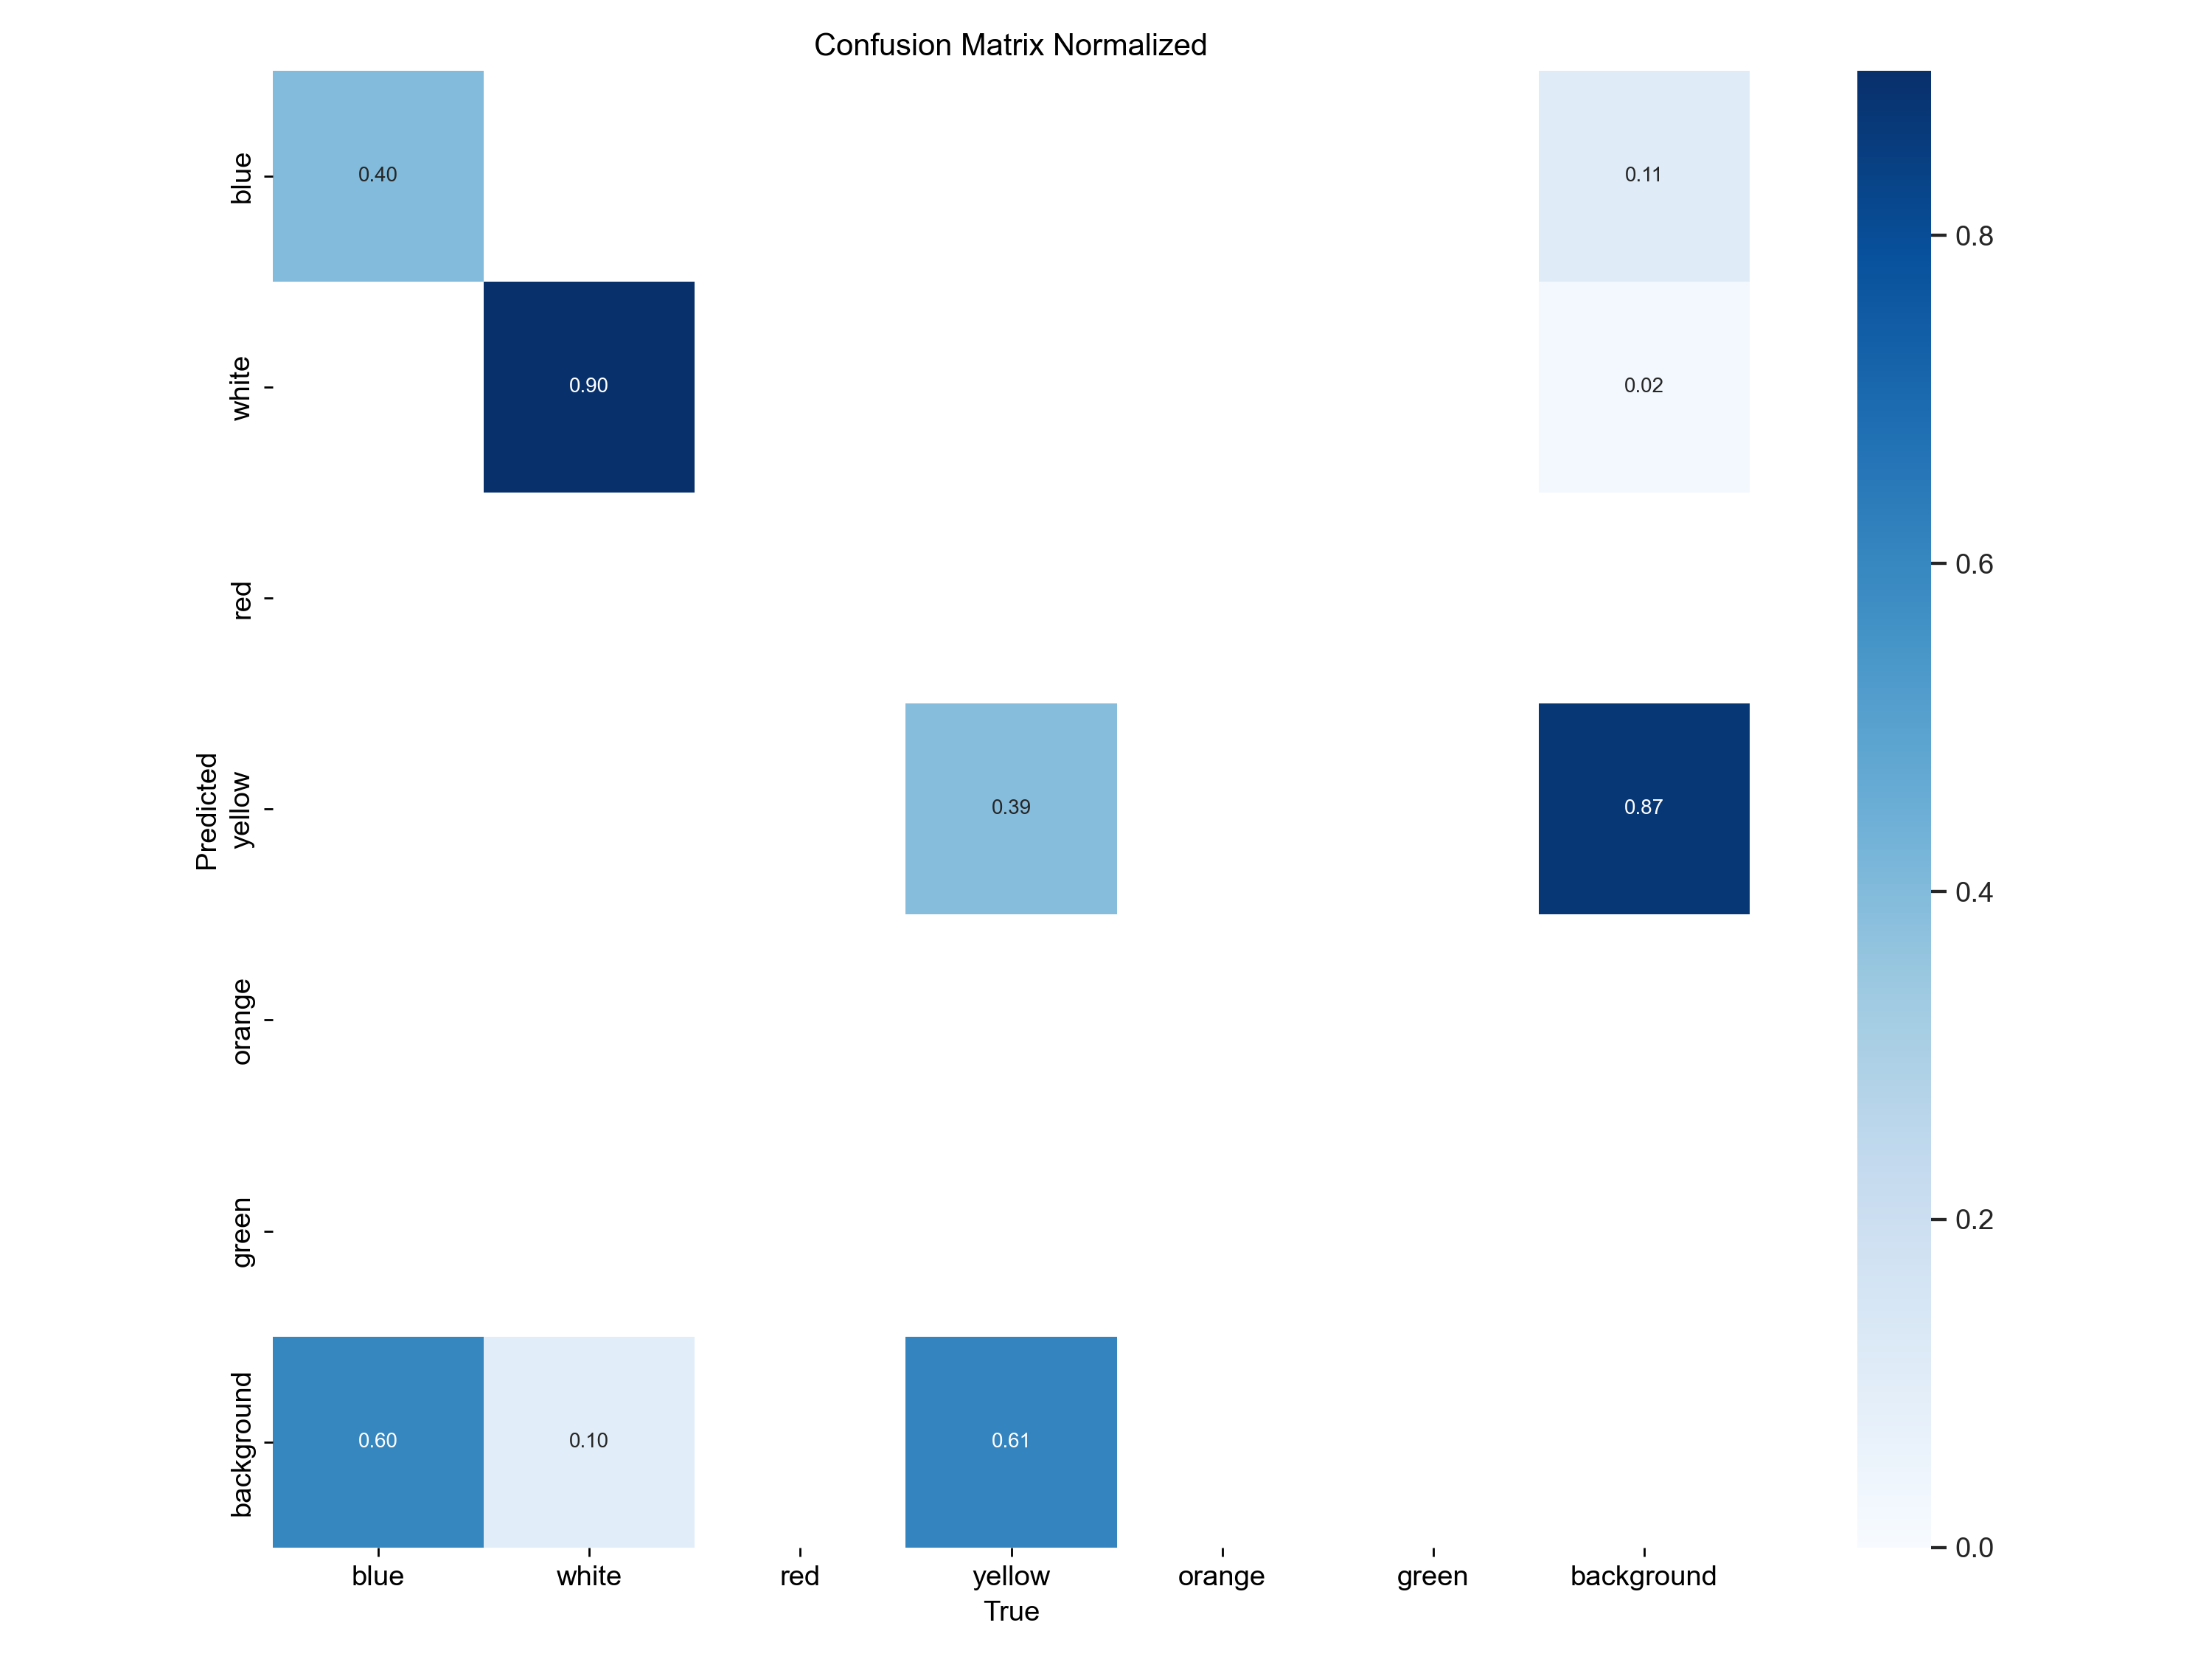 Confusion Matrix Normalized
blue
0.40
0.11
0.8
white
0.90
0.02
red
0.6
Predicted
yellow
0.39
0.87
0.4
orange
green
0.2
background
0.60
0.10
0.61
0.0
blue white red yellow orange green background
True